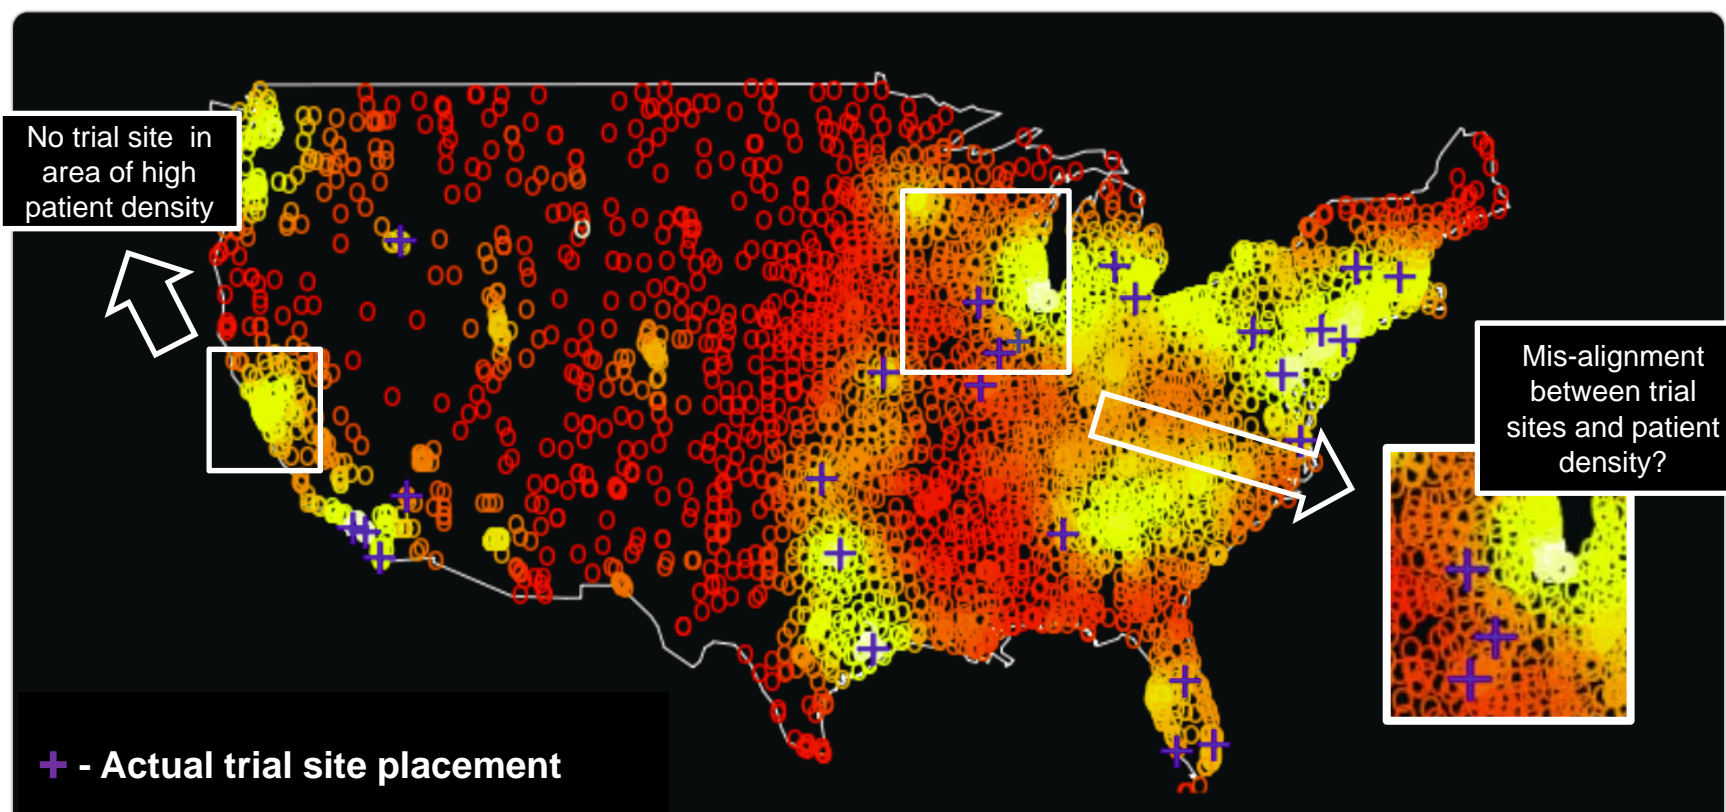 No trial site in
area of high
patient density
Mis-alignment
between trial
sites and patient
density?
+ - Actual trial site placement